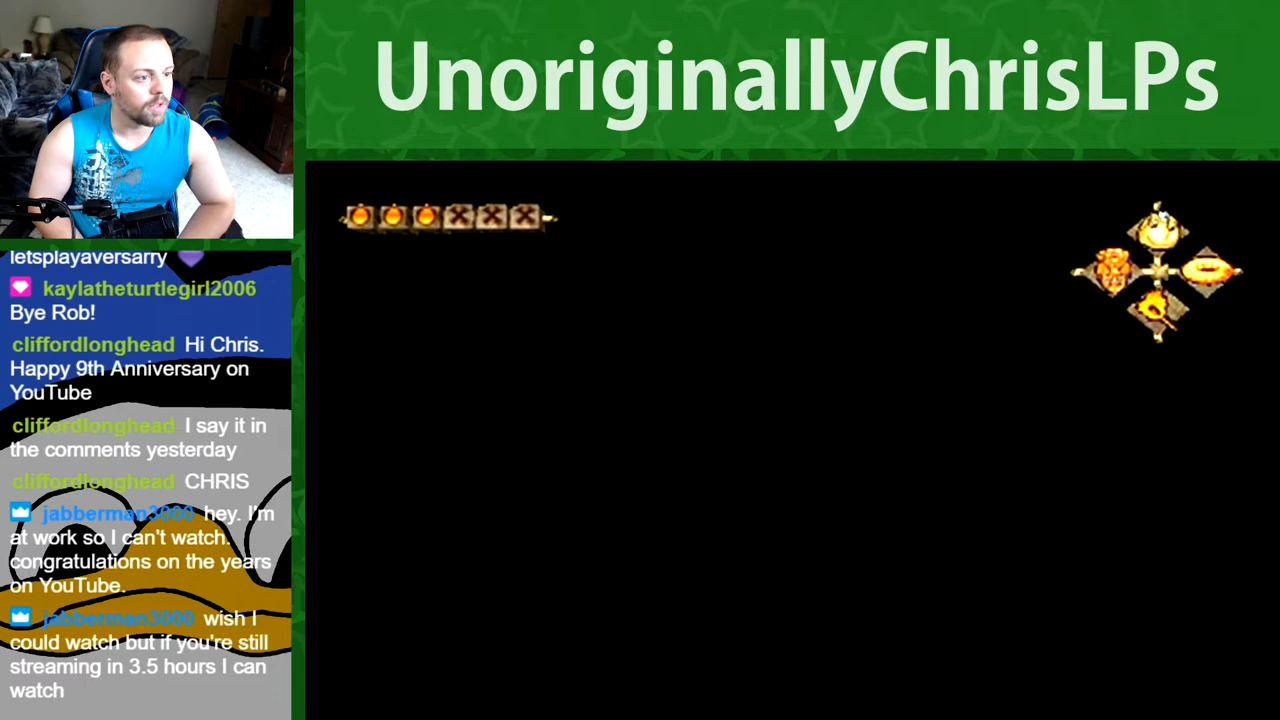 UnoriginallyChrisLPs
letsplayaversarry
kaylatheturtlegirl2006
Bye Rob!
cliffordlonghead Hi Chris.
Happy 9th Anniversary on
YouTube
cliffordlonghead I say it in
the comments yesterday
cliffordlonghead CHRIS
jabberman3000 hey. I'm
at work so I can't watch.
congratulations on the years
on YouTube.
jabberman3000 wish I
could watch but if you're still
streaming in 3.5 hours I can
watch